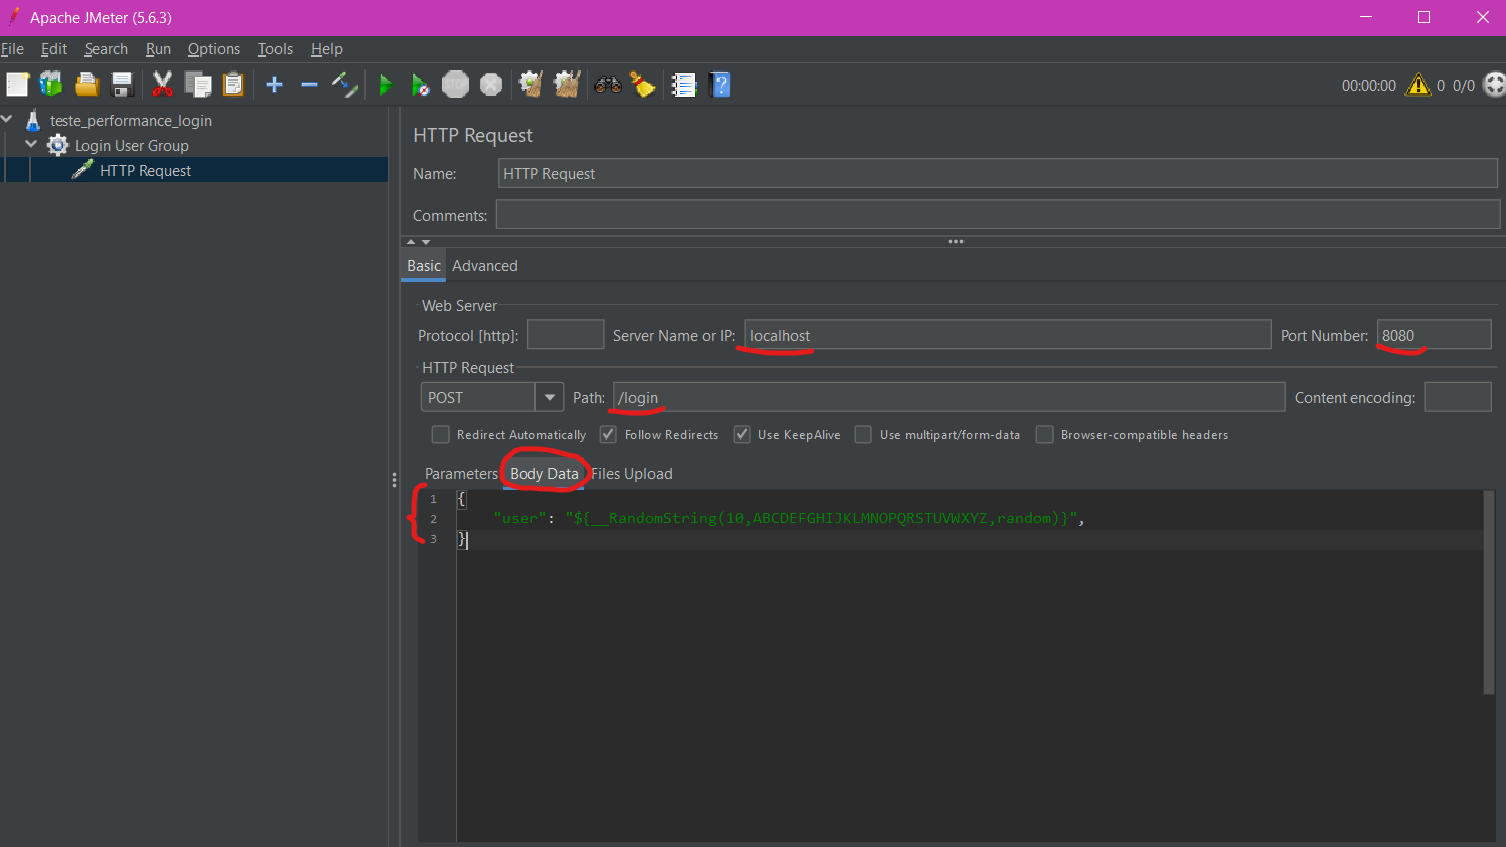 Apache JMeter (5.6.3)
File Edit Search Run Options Tools Help
STOP
00:00:00 0 0/0
teste_performance_login
Login User Group
HTTP Request
HTTP Request
Name: HTTP Request
Comments:
Basic Advanced
Web Server
Protocol [http]: Server Name or IP: localhost Port Number: 8080
HTTP Request
POST Path: /login Content encoding:
Redirect Automatically Follow Redirects Use KeepAlive Use multipart/form-data Browser-compatible headers
Parameters Body Data Files Upload
1 {
2 "user": "${__RandomString(10,ABCDEFGHIJKLMNOPQRSTUVWXYZ,random)}",
3 }